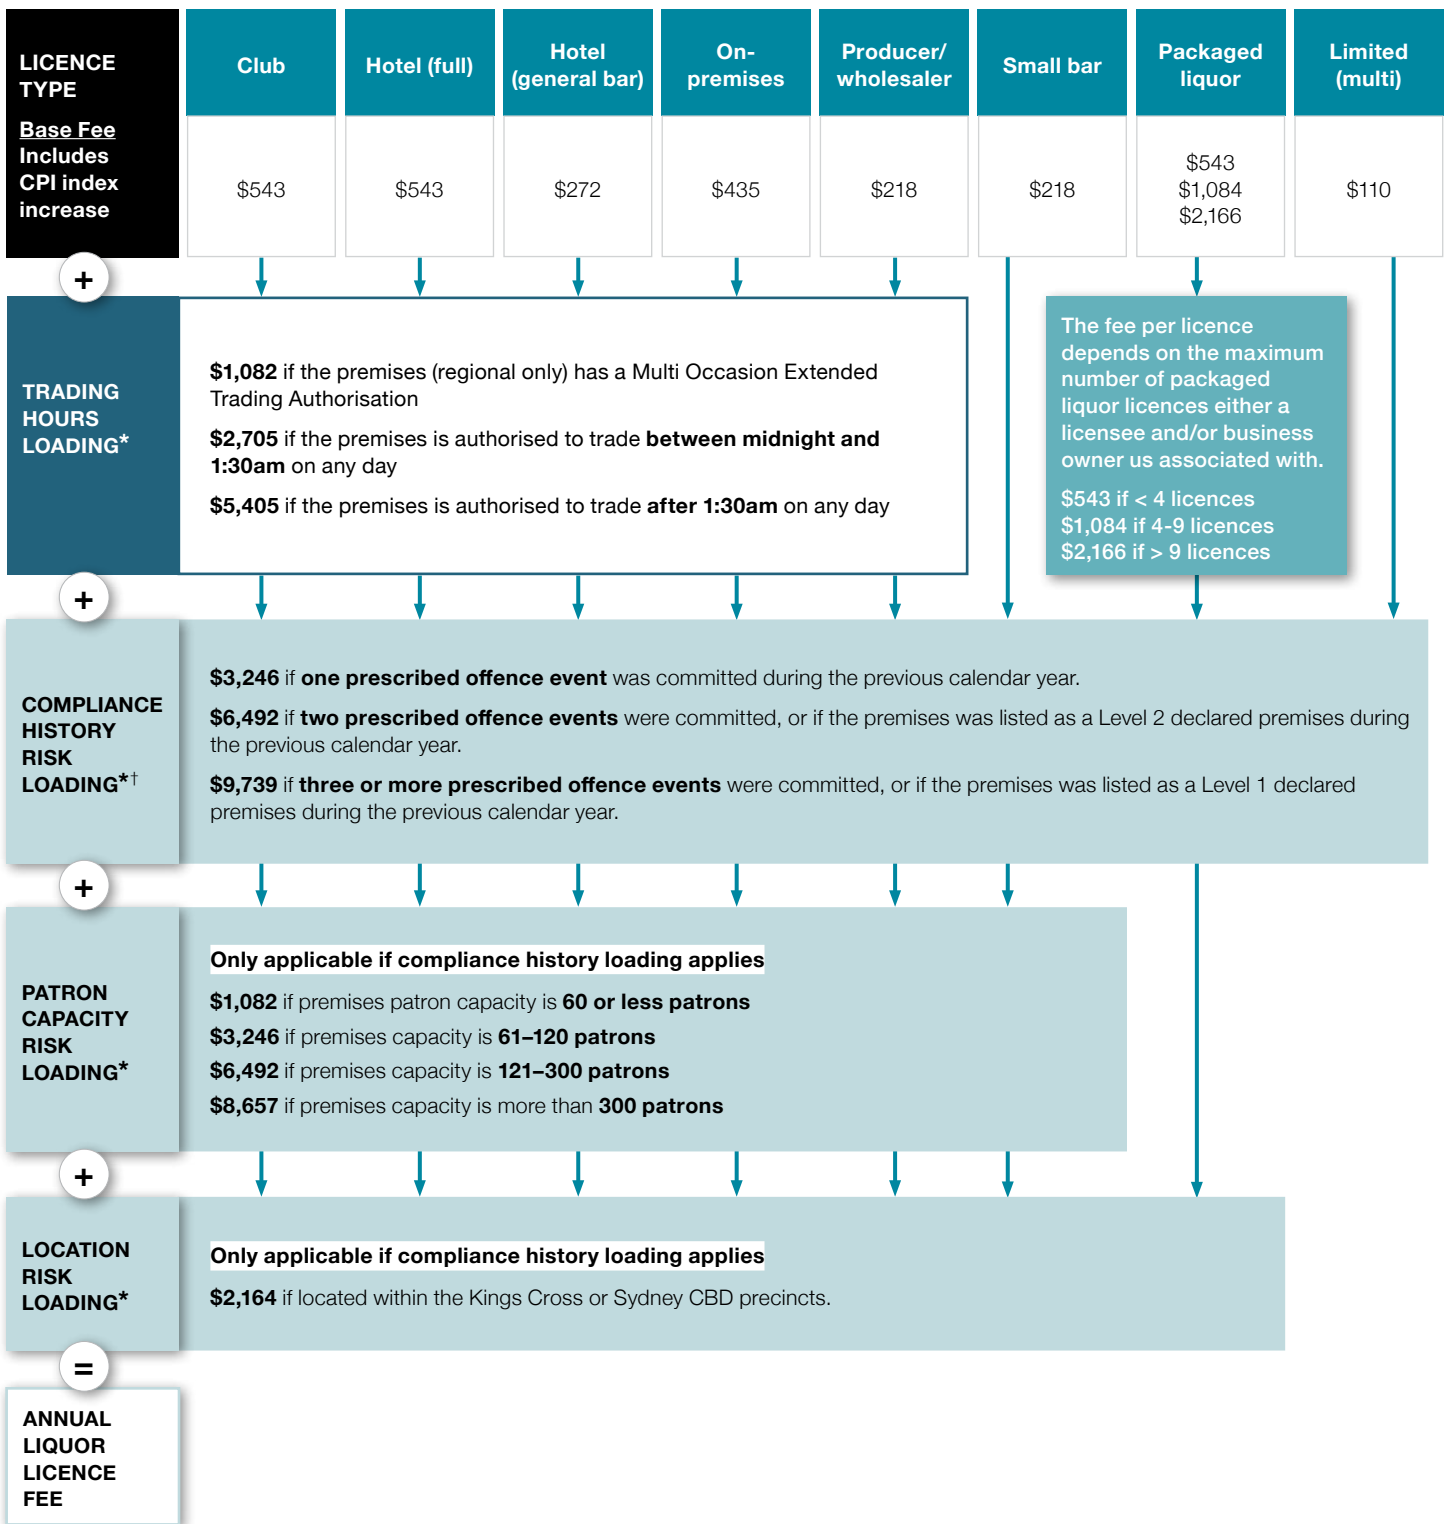 LICENCE
TYPE
Base Fee
Includes
CPI index
increase
Club
Hotel (full)
Hotel
(general bar)
On-
premises
Producer/
wholesaler
Small bar
Packaged
liquor
Limited
(multi)
$543
$543
$272
$435
$218
$218
$543
$1,084
$2,166
$110
+
TRADING
HOURS
LOADING*
$1,082 if the premises (regional only) has a Multi Occasion Extended
Trading Authorisation
$2,705 if the premises is authorised to trade between midnight and
1:30am on any day
$5,405 if the premises is authorised to trade after 1:30am on any day
The fee per licence
depends on the maximum
number of packaged
liquor licences either a
licensee and/or business
owner us associated with.
$543 if < 4 licences
$1,084 if 4-9 licences
$2,166 if > 9 licences
+
COMPLIANCE
HISTORY
RISK
LOADING*†
$3,246 if one prescribed offence event was committed during the previous calendar year.
$6,492 if two prescribed offence events were committed, or if the premises was listed as a Level 2 declared premises during
the previous calendar year.
$9,739 if three or more prescribed offence events were committed, or if the premises was listed as a Level 1 declared
premises during the previous calendar year.
+
PATRON
CAPACITY
RISK
LOADING*
Only applicable if compliance history loading applies
$1,082 if premises patron capacity is 60 or less patrons
$3,246 if premises capacity is 61–120 patrons
$6,492 if premises capacity is 121–300 patrons
$8,657 if premises capacity is more than 300 patrons
+
LOCATION
RISK
LOADING*
Only applicable if compliance history loading applies
$2,164 if located within the Kings Cross or Sydney CBD precincts.
=
ANNUAL
LIQUOR
LICENCE
FEE